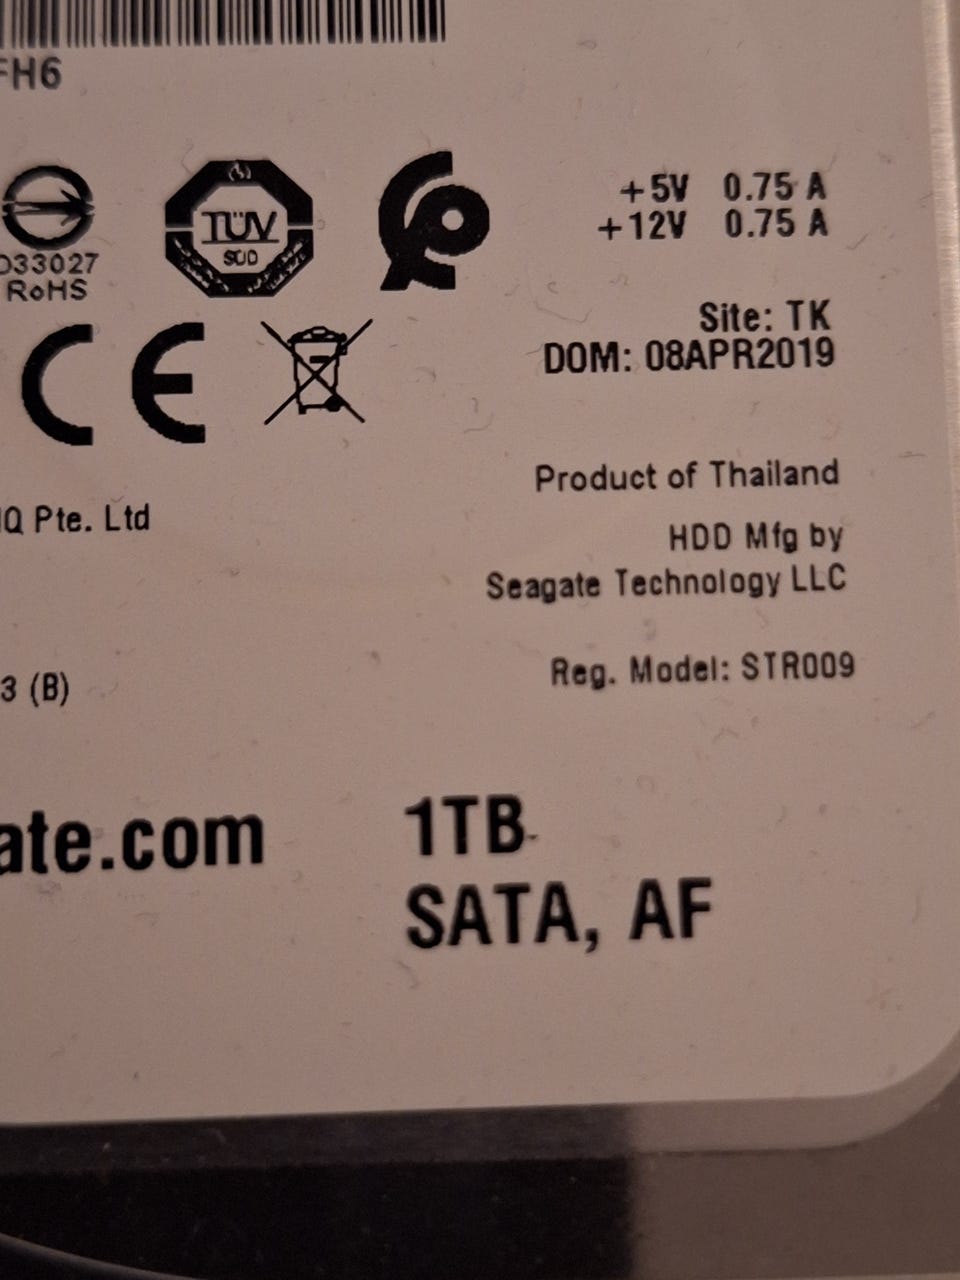 FH6
+5V 0.75 A
+12V 0.75 A
TÜV
SÜD
D33027
RoHS
Site: TK
DOM: 08APR2019
CE
Product of Thailand
IQ Pte. Ltd
HDD Mfg by
Seagate Technology LLC
Reg. Model: STR009
3 (B)
ate.com
1TB
SATA, AF